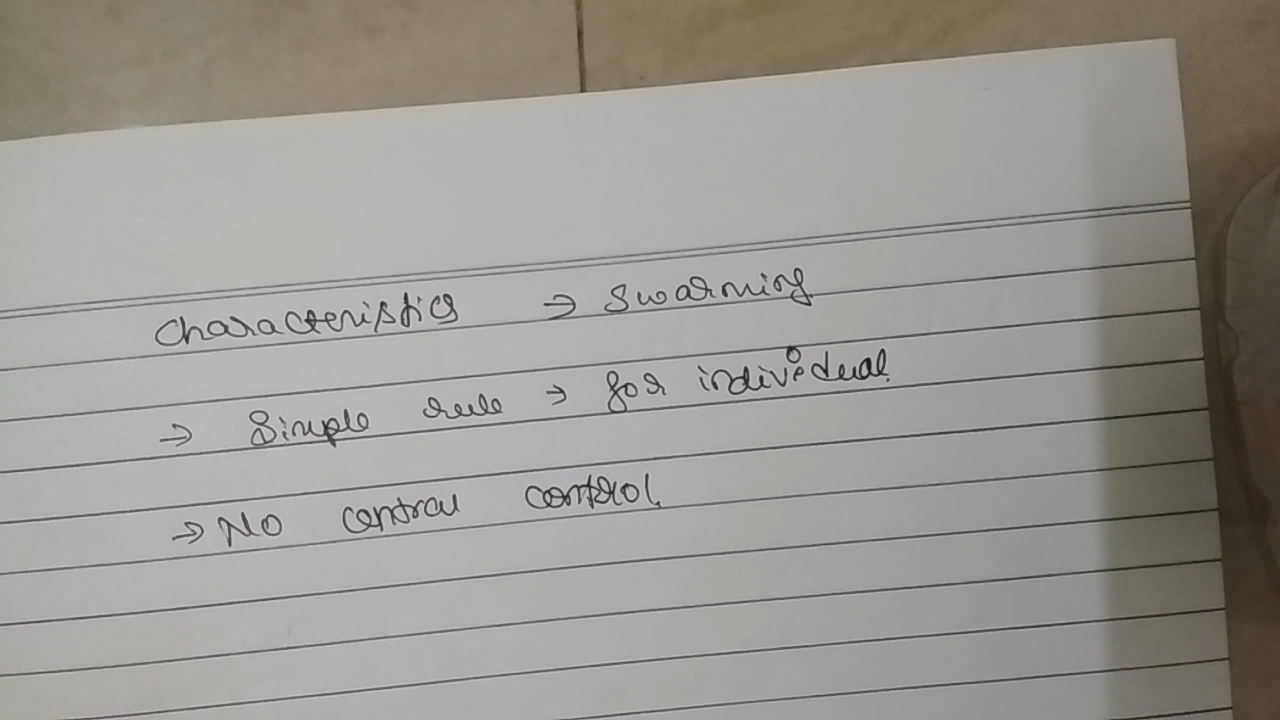 Characteristics → Swarming
→ Simple rule → for individual
→ No central control.